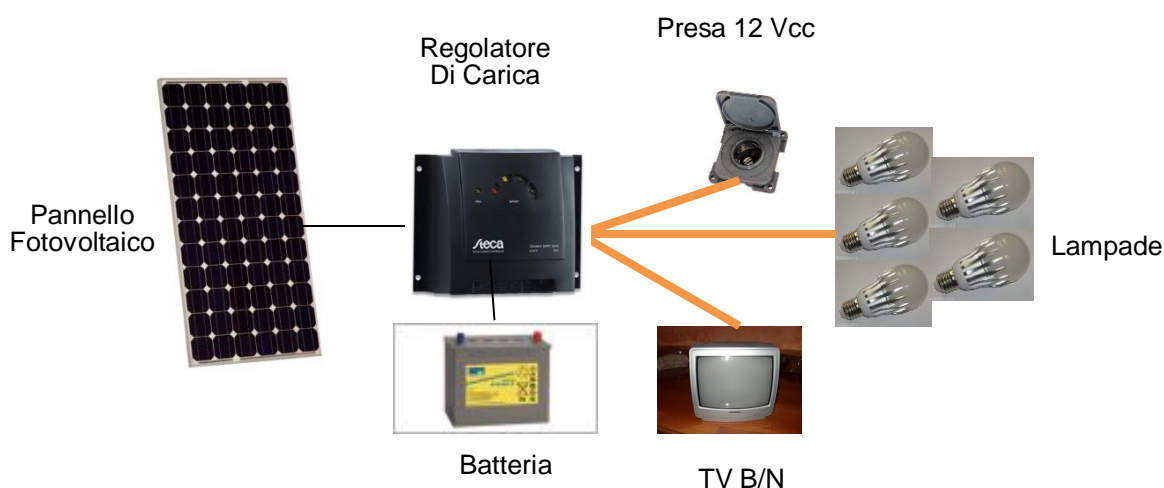 Presa 12 Vcc
Regolatore
Di Carica
Pannello
Fotovoltaico
Steca
Lampade
Batteria
TV B/N